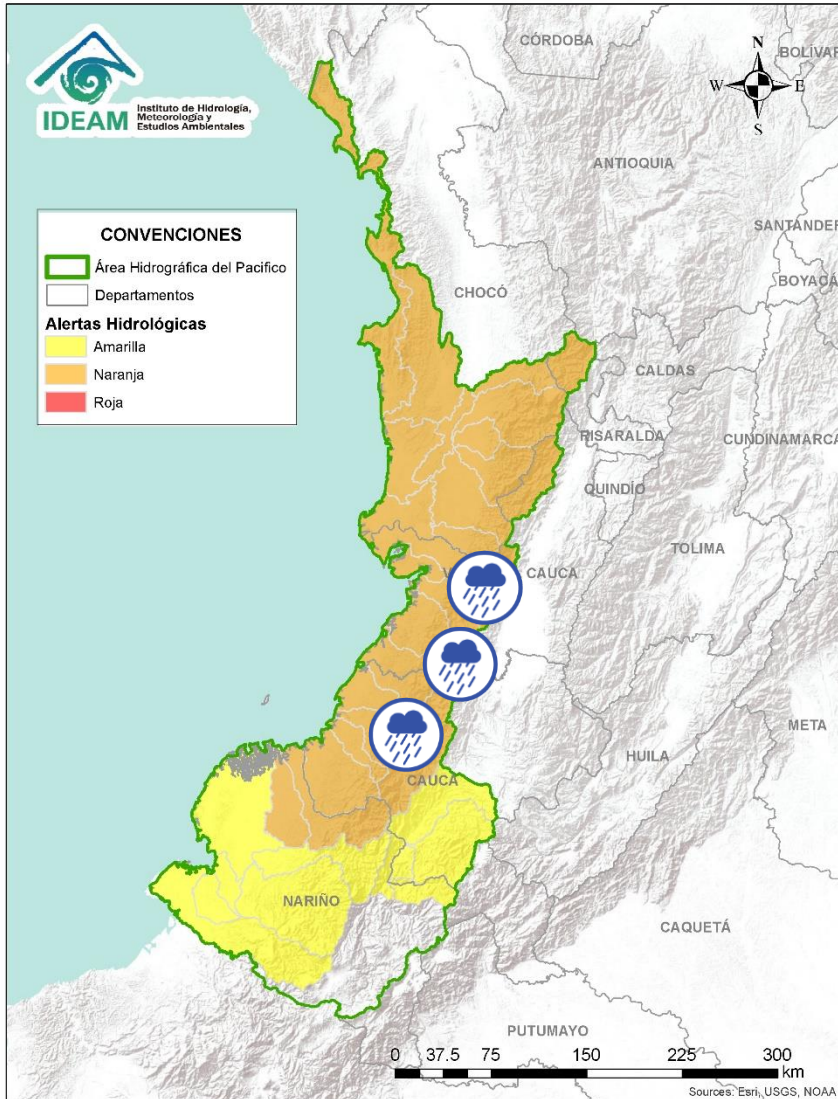 IDEAM
Instituto de Hidrología,
Meteorología y
Estudios Ambientales
CÓRDOBA
BOLÍVAR
N
W
E
S
ANTIOQUIA
SANTANDER
BOYACÁ
CONVENCIONES
Área Hidrográfica del Pacifico
Departamentos
Alertas Hidrológicas
Amarilla
Naranja
Roja
CHOCÓ
CALDAS
RISARALDA
CUNDINAMARCA
QUINDÍO
TOLIMA
CAUCA
META
HUILA
CAUCA
NARIÑO
CAQUETÁ
PUTUMAYO
0 37.5 75 150 225 300
km
Sources: Esri, USGS, NOAA